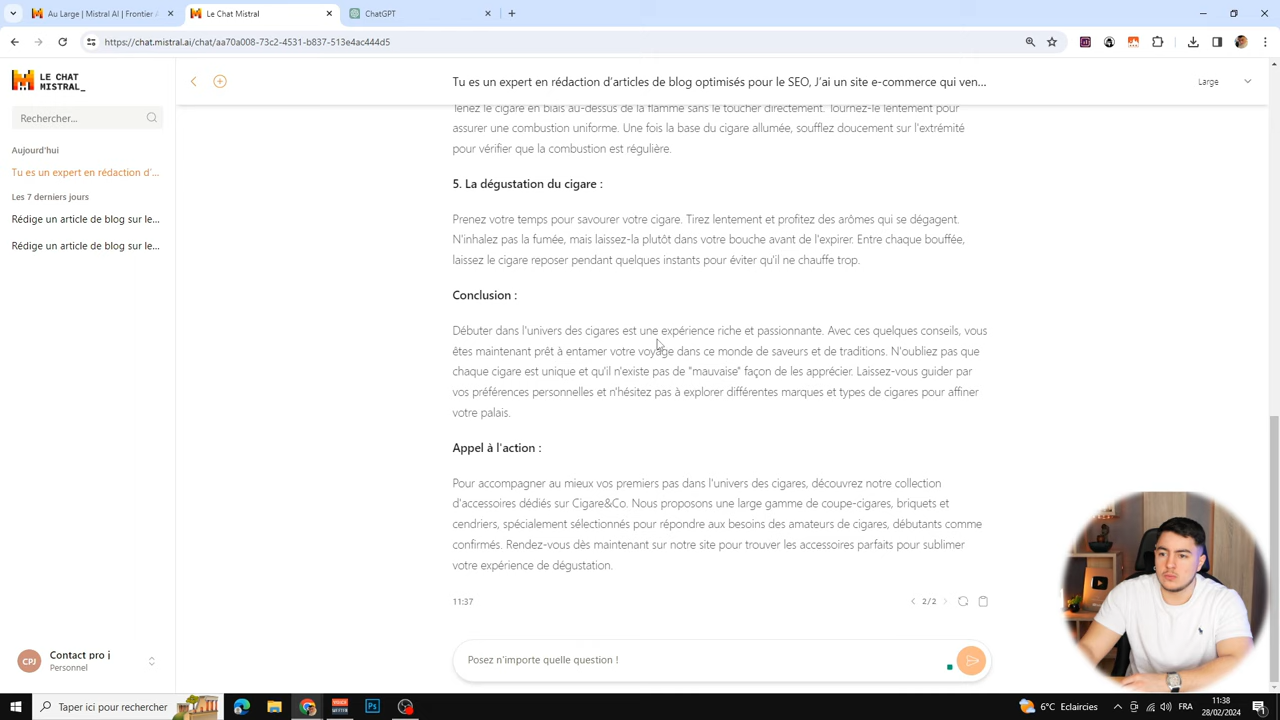 Au Large | Mistral AI | Frontier A
Le Chat Mistral
ChatGPT
https://chat.mistral.ai/chat/aa70a008-73c2-4531-b837-513e4ac444d5
LE CHAT
MISTRAL_
Rechercher...
Aujourd'hui
Tu es un expert en rédaction d'...
Les 7 derniers jours
Rédige un article de blog sur le...
Rédige un article de blog sur le...
Contact pro j
Personnel
CPJ
Tu es un expert en rédaction d'articles de blog optimisés pour le SEO, J'ai un site e-commerce qui ven...
Large
Tenez le cigare en biais au-dessus de la flamme sans le toucher directement. Tournez-le lentement pour
assurer une combustion uniforme. Une fois la base du cigare allumée, soufflez doucement sur l'extrémité
pour vérifier que la combustion est régulière.
5. La dégustation du cigare :
Prenez votre temps pour savourer votre cigare. Tirez lentement et profitez des arômes qui se dégagent.
N'inhalez pas la fumée, mais laissez-la plutôt dans votre bouche avant de l'expirer. Entre chaque bouffée,
laissez le cigare reposer pendant quelques instants pour éviter qu'il ne chauffe trop.
Conclusion :
Débuter dans l'univers des cigares est une expérience riche et passionnante. Avec ces quelques conseils, vous
êtes maintenant prêt à entamer votre voyage dans ce monde de saveurs et de traditions. N'oubliez pas que
chaque cigare est unique et qu'il n'existe pas de "mauvaise" façon de les apprécier. Laissez-vous guider par
vos préférences personnelles et n'hésitez pas à explorer différentes marques et types de cigares pour affiner
votre palais.
Appel à l'action :
Pour accompagner au mieux vos premiers pas dans l'univers des cigares, découvrez notre collection
d'accessoires dédiés sur Cigare&Co. Nous proposons une large gamme de coupe-cigares, briquets et
cendriers, spécialement sélectionnés pour répondre aux besoins des amateurs de cigares, débutants comme
confirmés. Rendez-vous dès maintenant sur notre site pour trouver les accessoires parfaits pour sublimer
votre expérience de dégustation.
11:37
2/2
Posez n'importe quelle question !
Taper ici pour rechercher
9°C Eclaircies
FRA
11:38
28/02/2024